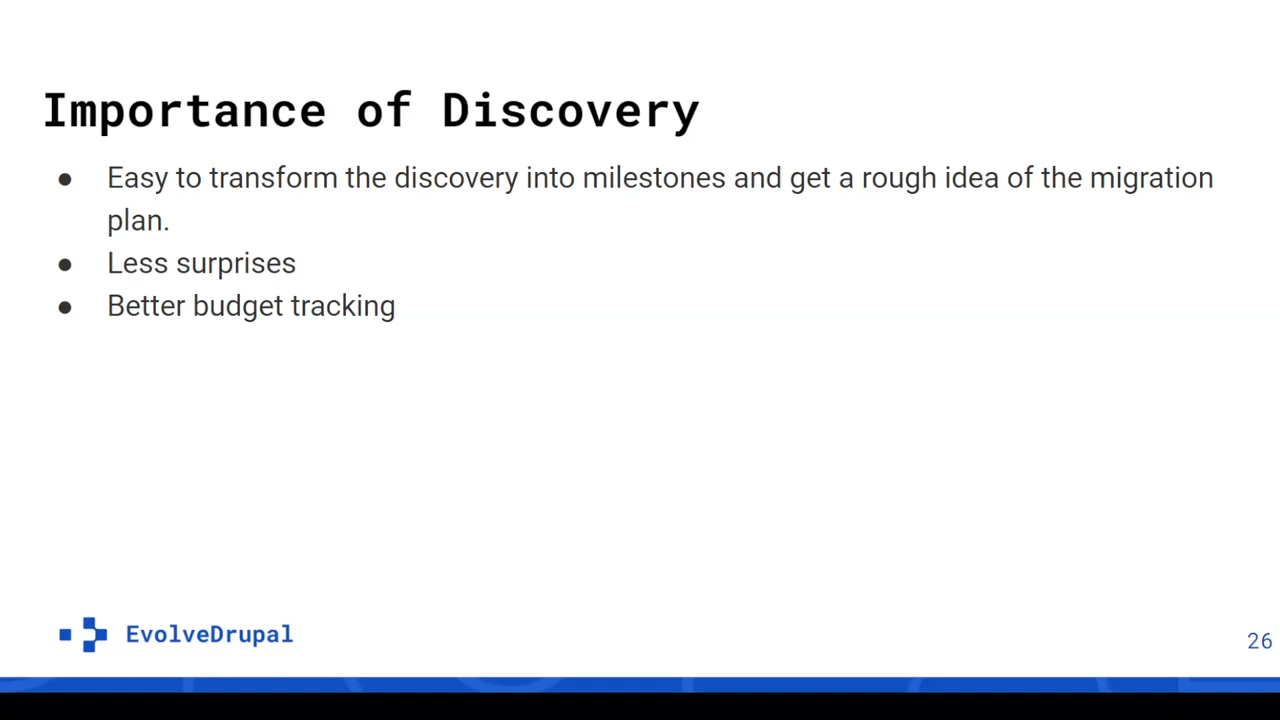 Importance of Discovery
● Easy to transform the discovery into milestones and get a rough idea of the migration
plan.
● Less surprises
● Better budget tracking
EvolveDrupal
26